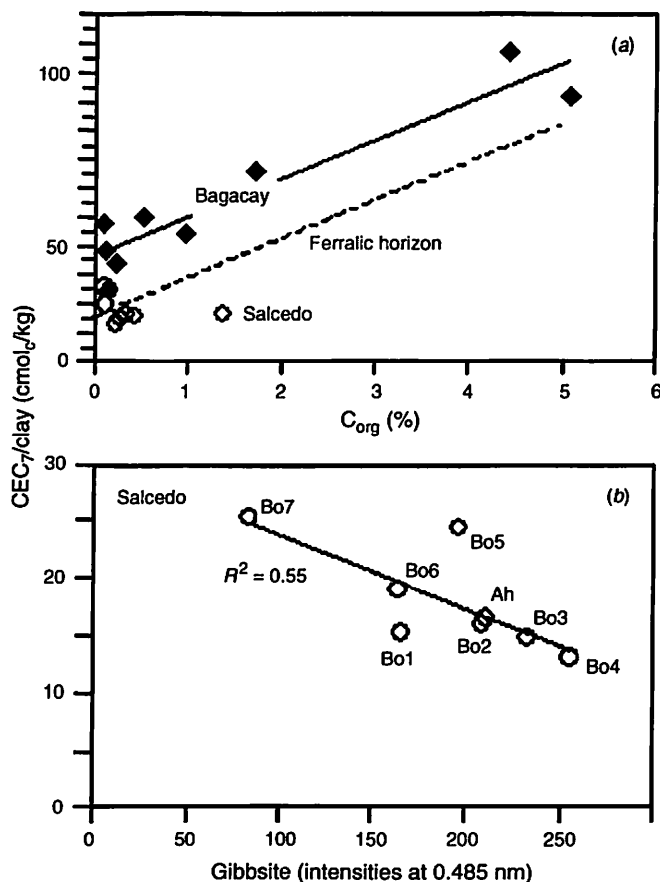 (a)
100
50
0
Bagacay
Ferralic horizon
Salcedo
0 1 2 3 4 5 6
C_org (%)
CEC₇/clay (cmol_c/kg)
30
20
10
0
Salcedo
(b)
Bo7
Bo5
R² = 0.55
Bo6
Ah
Bo3
Bo1
Bo2
Bo4
0 50 100 150 200 250
Gibbsite (intensities at 0.485 nm)